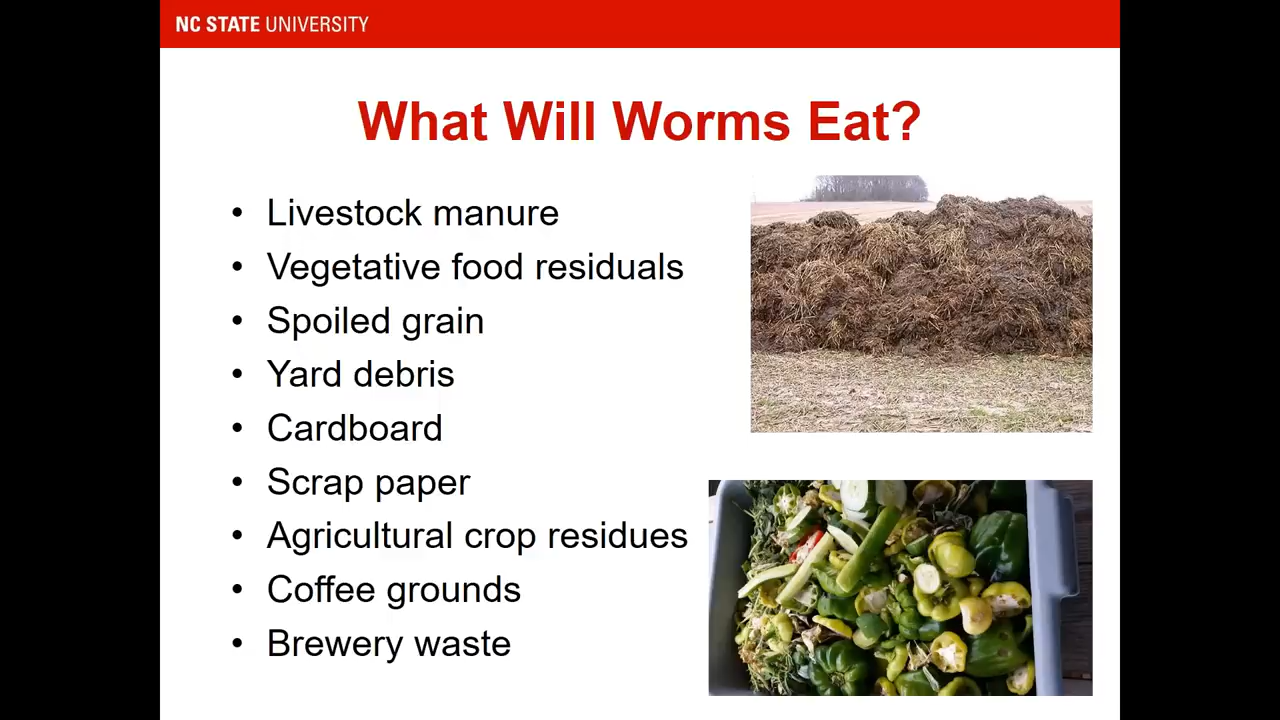 NC STATE UNIVERSITY
What Will Worms Eat?
• Livestock manure
• Vegetative food residuals
• Spoiled grain
• Yard debris
• Cardboard
• Scrap paper
• Agricultural crop residues
• Coffee grounds
• Brewery waste